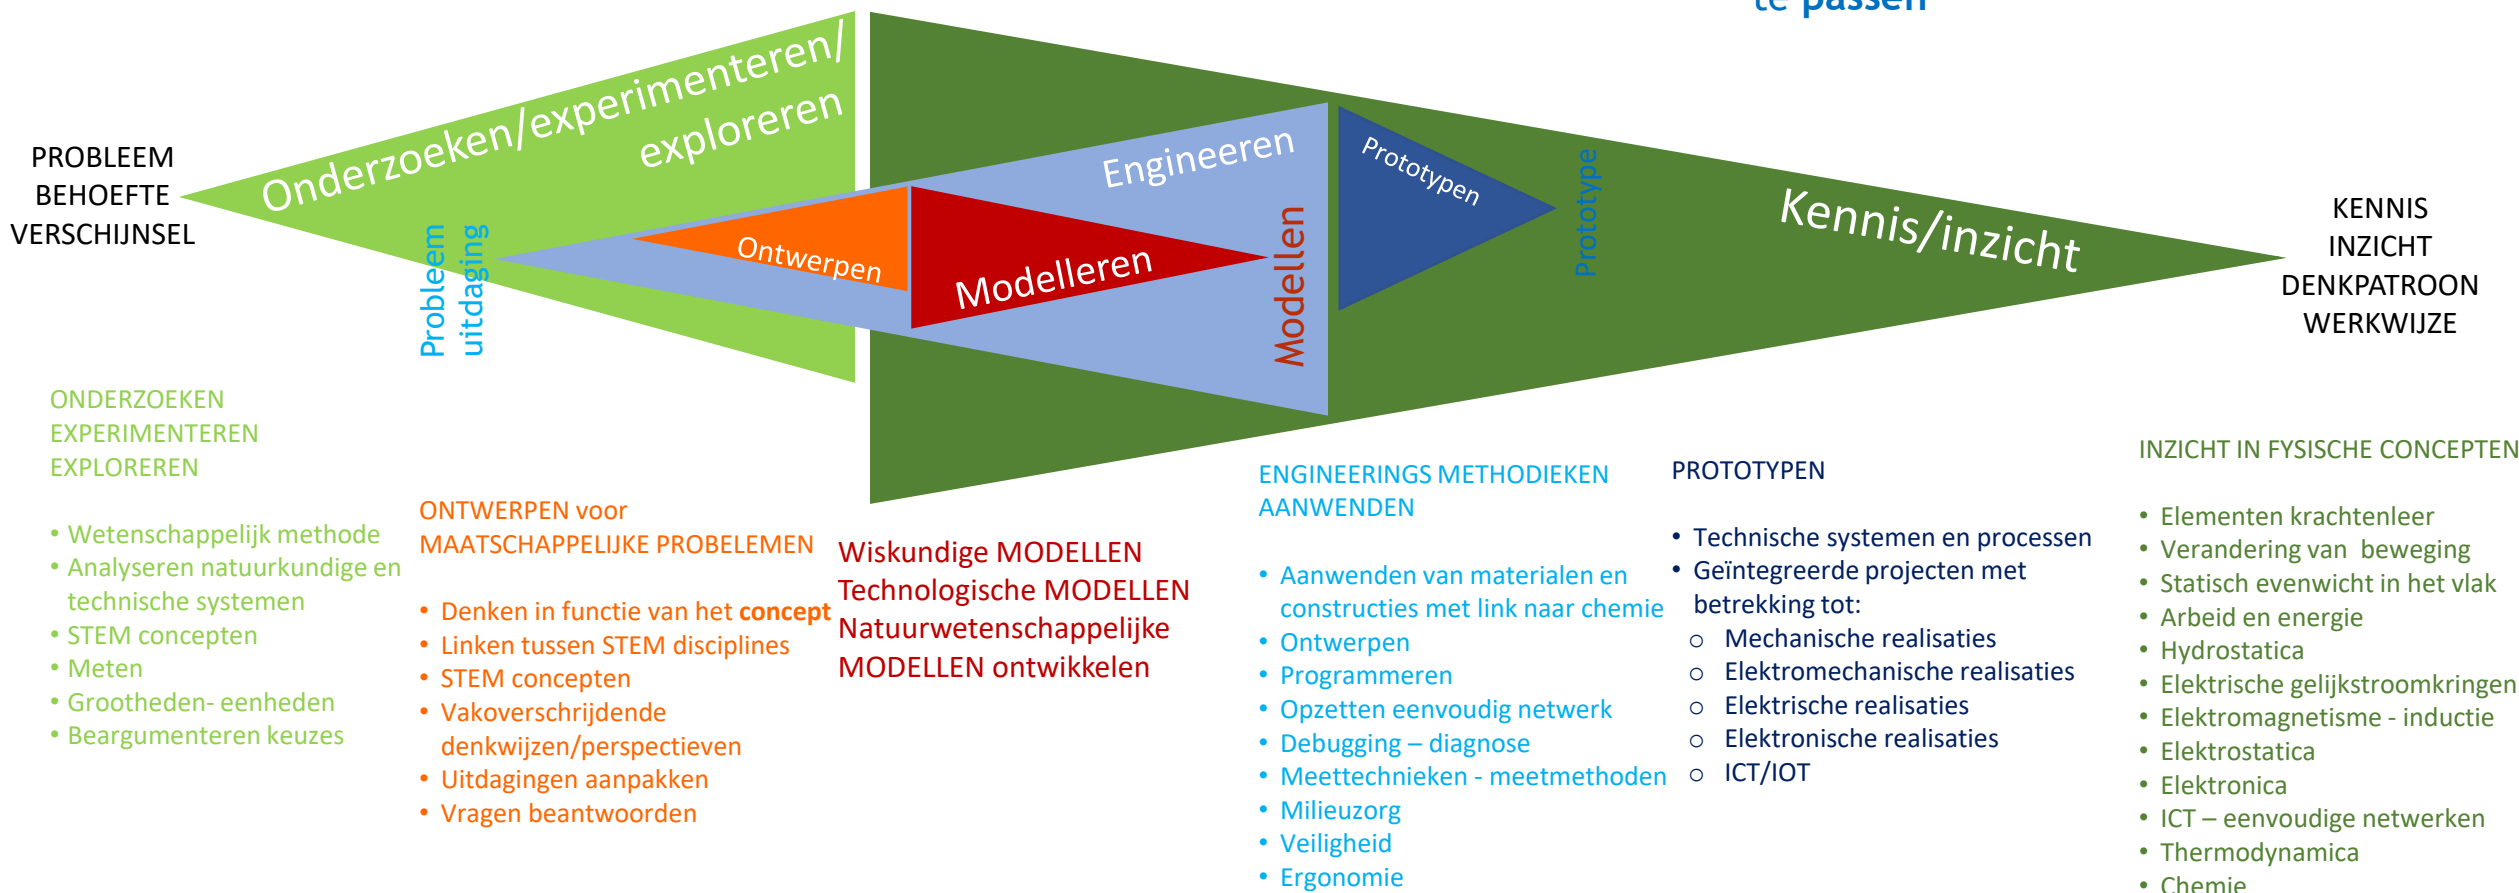 te passen
Onderzoeken/experimenteren/
exploreren
PROBLEEM
BEHOEFTE
VERSCHIJNSEL
Probleem
uitdaging
Ontwerpen
Modelleren
Engineeren
Modellen
Prototypen
Prototype
Kennis/inzicht
KENNIS
INZICHT
DENKPATROON
WERKWIJZE
ONDERZOEKEN
EXPERIMENTEREN
EXPLOREREN
• Wetenschappelijk methode
• Analyseren natuurkundige en
technische systemen
• STEM concepten
• Meten
• Grootheden- eenheden
• Beargumenteren keuzes
ONTWERPEN voor
MAATSCHAPPELIJKE PROBELEMEN
• Denken in functie van het concept
• Linken tussen STEM disciplines
• STEM concepten
• Vakoverschrijdende
denkwijzen/perspectieven
• Uitdagingen aanpakken
• Vragen beantwoorden
Wiskundige MODELLEN
Technologische MODELLEN
Natuurwetenschappelijke
MODELLEN ontwikkelen
ENGINEERINGS METHODIEKEN
AANWENDEN
• Aanwenden van materialen en
constructies met link naar chemie
• Ontwerpen
• Programmeren
• Opzetten eenvoudig netwerk
• Debugging – diagnose
• Meettechnieken - meetmethoden
• Milieuzorg
• Veiligheid
• Ergonomie
PROTOTYPEN
• Technische systemen en processen
• Geïntegreerde projecten met
betrekking tot:
o Mechanische realisaties
o Elektromechanische realisaties
o Elektrische realisaties
o Elektronische realisaties
o ICT/IOT
INZICHT IN FYSISCHE CONCEPTEN
• Elementen krachtenleer
• Verandering van  beweging
• Statisch evenwicht in het vlak
• Arbeid en energie
• Hydrostatica
• Elektrische gelijkstroomkringen
• Elektromagnetisme - inductie
• Elektrostatica
• Elektronica
• ICT – eenvoudige netwerken
• Thermodynamica
• Chemie